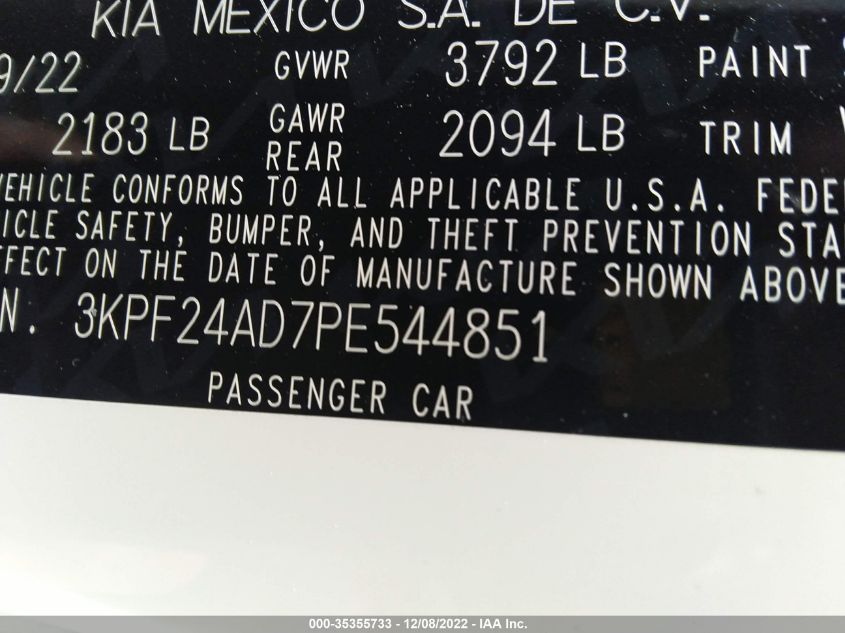 KIA MEXICO S.A. DE C.V.
9/22 GVWR 3792 LB PAINT
2183 LB GAWR REAR 2094 LB TRIM
VEHICLE CONFORMS TO ALL APPLICABLE U.S.A. FEDE
ICLE SAFETY, BUMPER, AND THEFT PREVENTION STA
FFECT ON THE DATE OF MANUFACTURE SHOWN ABOVE
N. 3KPF24AD7PE544851
PASSENGER CAR
000-35355733 - 12/08/2022 - IAA Inc.